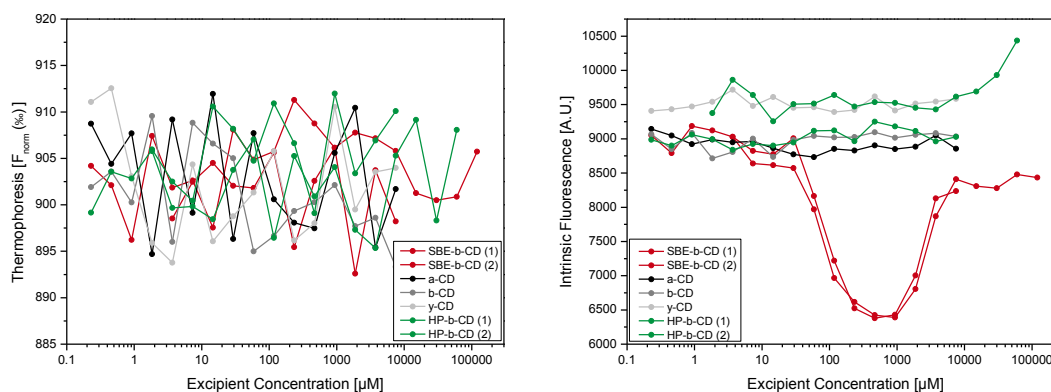 920
915
910
905
900
895
890
885
Thermophoresis [Fnorm (‰)]
SBE-b-CD (1)
SBE-b-CD (2)
a-CD
b-CD
y-CD
HP-b-CD (1)
HP-b-CD (2)
0.1 1 10 100 1000 10000 100000
Excipient Concentration [µM]
10500
10000
9500
9000
8500
8000
7500
7000
6500
6000
Intrinsic Fluorescence [A.U.]
SBE-b-CD (1)
SBE-b-CD (2)
a-CD
b-CD
y-CD
HP-b-CD (1)
HP-b-CD (2)
0.1 1 10 100 1000 10000 100000
Excipient Concentration [µM]